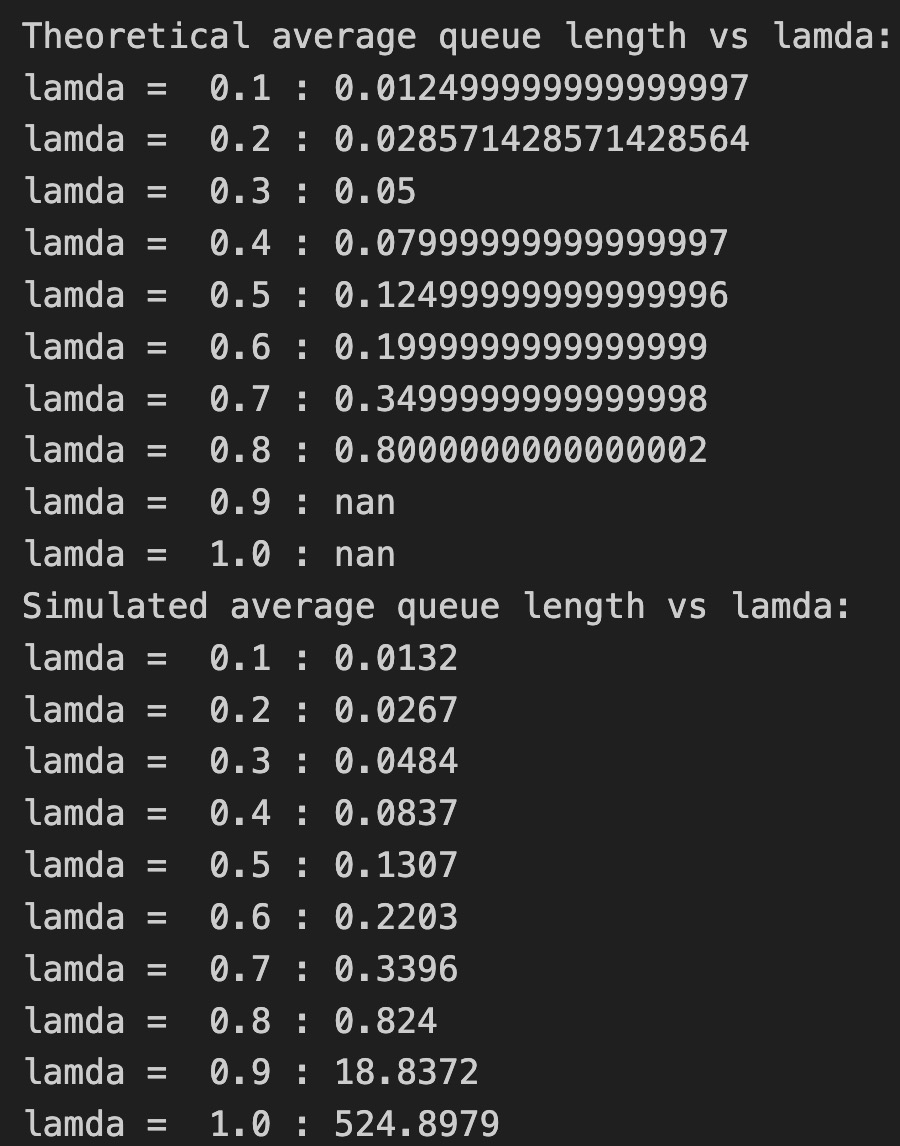 Theoretical average queue length vs lamda:
lamda =  0.1 : 0.012499999999999997
lamda =  0.2 : 0.028571428571428564
lamda =  0.3 : 0.05
lamda =  0.4 : 0.07999999999999997
lamda =  0.5 : 0.12499999999999996
lamda =  0.6 : 0.1999999999999999
lamda =  0.7 : 0.3499999999999998
lamda =  0.8 : 0.8000000000000002
lamda =  0.9 : nan
lamda =  1.0 : nan
Simulated average queue length vs lamda:
lamda =  0.1 : 0.0132
lamda =  0.2 : 0.0267
lamda =  0.3 : 0.0484
lamda =  0.4 : 0.0837
lamda =  0.5 : 0.1307
lamda =  0.6 : 0.2203
lamda =  0.7 : 0.3396
lamda =  0.8 : 0.824
lamda =  0.9 : 18.8372
lamda =  1.0 : 524.8979